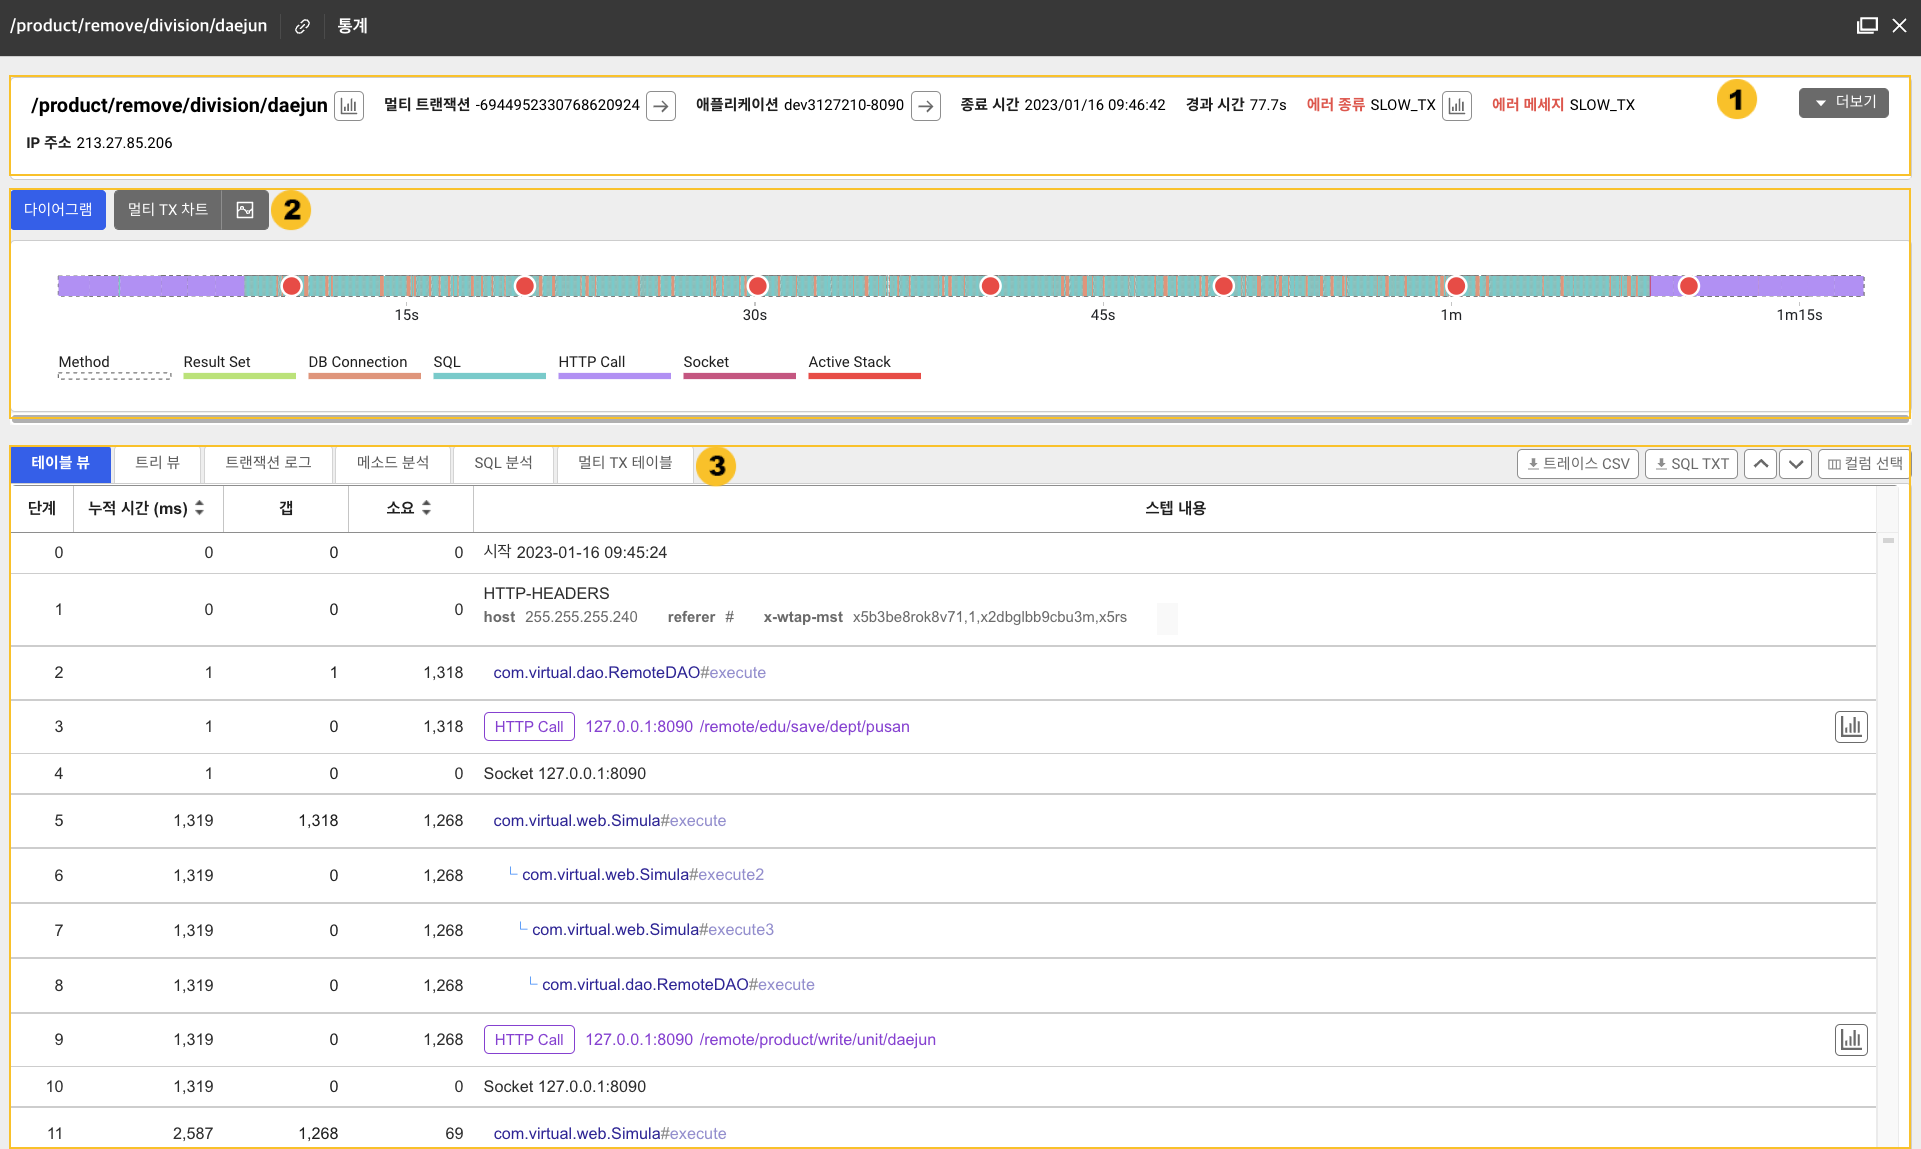 /product/remove/division/daejun 통계
/product/remove/division/daejun 멀티 트랜잭션 -6944952330768620924 애플리케이션 dev3127210-8090 종료 시간 2023/01/16 09:46:42 경과 시간 77.7s 에러 종류 SLOW_TX 에러 메세지 SLOW_TX 1 더보기
IP 주소 213.27.85.206
다이어그램 멀티 TX 차트 2
15s 30s 45s 1m 1m15s
Method Result Set DB Connection SQL HTTP Call Socket Active Stack
테이블 뷰 트리 뷰 트랜잭션 로그 메소드 분석 SQL 분석 멀티 TX 테이블 3 트레이스 CSV SQL TXT 컬럼 선택
단계 누적 시간 (ms) 갭 소요 스텝 내용
0 0 0 0 시작 2023-01-16 09:45:24
1 0 0 0 HTTP-HEADERS
host 255.255.255.240 referer # x-wtap-mst x5b3be8rok8v71,1,x2dbglbb9cbu3m,x5rs
2 1 1 1,318 com.virtual.dao.RemoteDAO#execute
3 1 0 1,318 HTTP Call 127.0.0.1:8090 /remote/edu/save/dept/pusan
4 1 0 0 Socket 127.0.0.1:8090
5 1,319 1,318 1,268 com.virtual.web.Simula#execute
6 1,319 0 1,268 com.virtual.web.Simula#execute2
7 1,319 0 1,268 com.virtual.web.Simula#execute3
8 1,319 0 1,268 com.virtual.dao.RemoteDAO#execute
9 1,319 0 1,268 HTTP Call 127.0.0.1:8090 /remote/product/write/unit/daejun
10 1,319 0 0 Socket 127.0.0.1:8090
11 2,587 1,268 69 com.virtual.web.Simula#execute